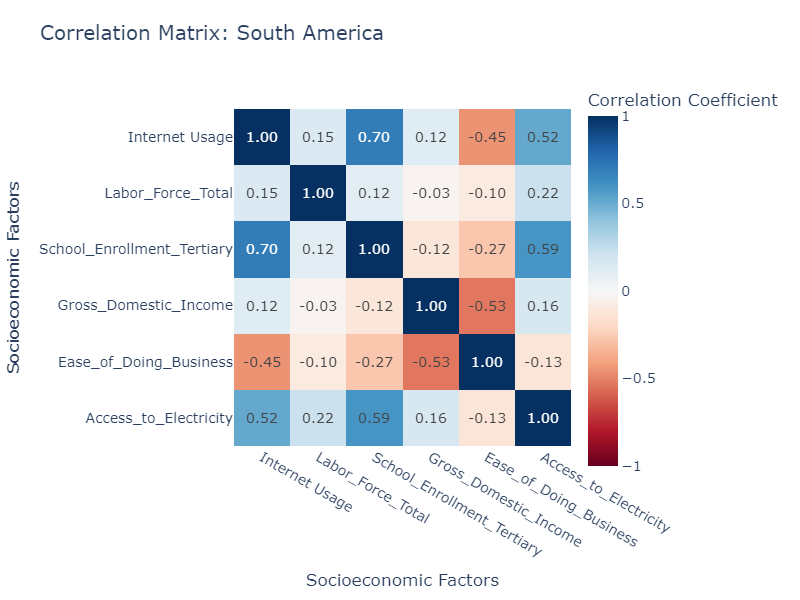 Correlation Matrix: South America
Correlation Coefficient
Socioeconomic Factors
Internet Usage 1.00 0.15 0.70 0.12 −0.45 0.52
Labor_Force_Total 0.15 1.00 0.12 -0.03 -0.10 0.22
School_Enrollment_Tertiary 0.70 0.12 1.00 -0.12 -0.27 0.59
Gross_Domestic_Income 0.12 -0.03 -0.12 1.00 -0.53 0.16
Ease_of_Doing_Business -0.45 -0.10 -0.27 -0.53 1.00 -0.13
Access_to_Electricity 0.52 0.22 0.59 0.16 -0.13 1.00
1
0.5
0
−0.5
−1
Internet Usage
Labor_Force_Total
School_Enrollment_Tertiary
Gross_Domestic_Income
Ease_of_Doing_Business
Access_to_Electricity
Socioeconomic Factors